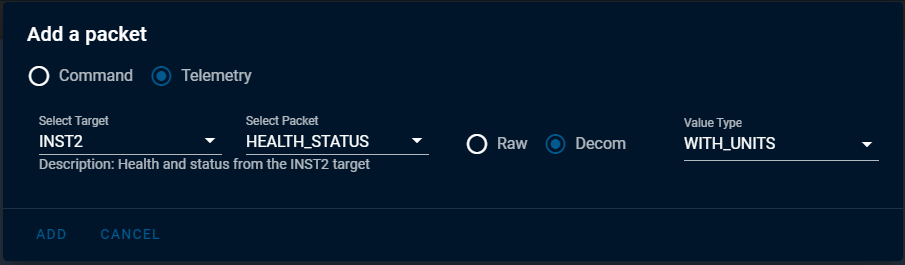 Add a packet
Command Telemetry
Select Target Select Packet Value Type
INST2 HEALTH_STATUS Raw Decom WITH_UNITS
Description: Health and status from the INST2 target
ADD CANCEL